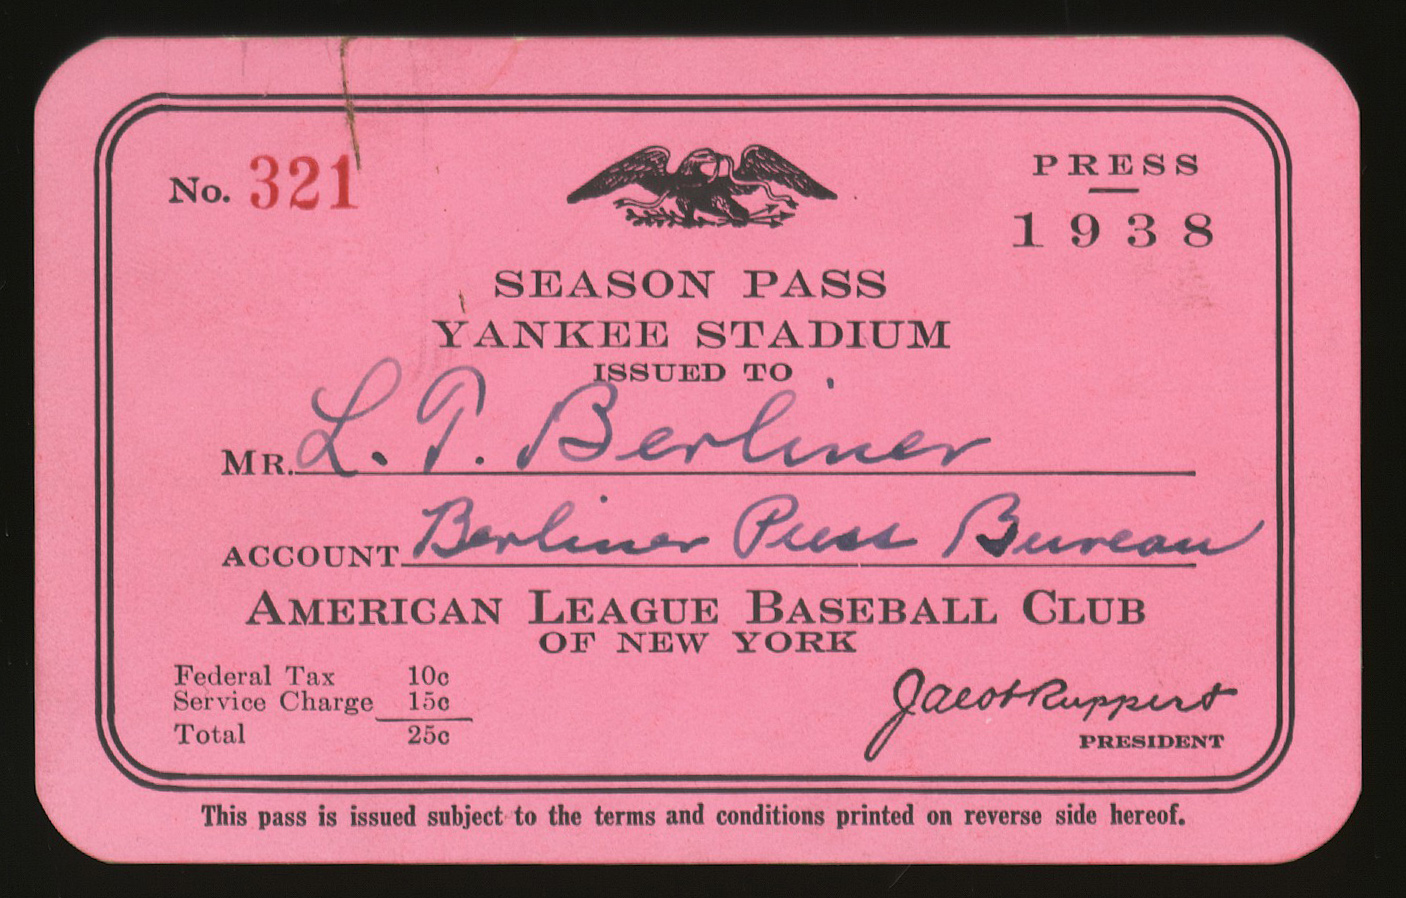 No. 321
PRESS
1938
SEASON PASS
YANKEE STADIUM
ISSUED TO
MR. L. T. Berliner
ACCOUNT Berliner Press Bureau
AMERICAN LEAGUE BASEBALL CLUB
OF NEW YORK
Federal Tax 10c
Service Charge 15c
Total 25c
Jacob Ruppert
PRESIDENT
This pass is issued subject to the terms and conditions printed on reverse side hereof.